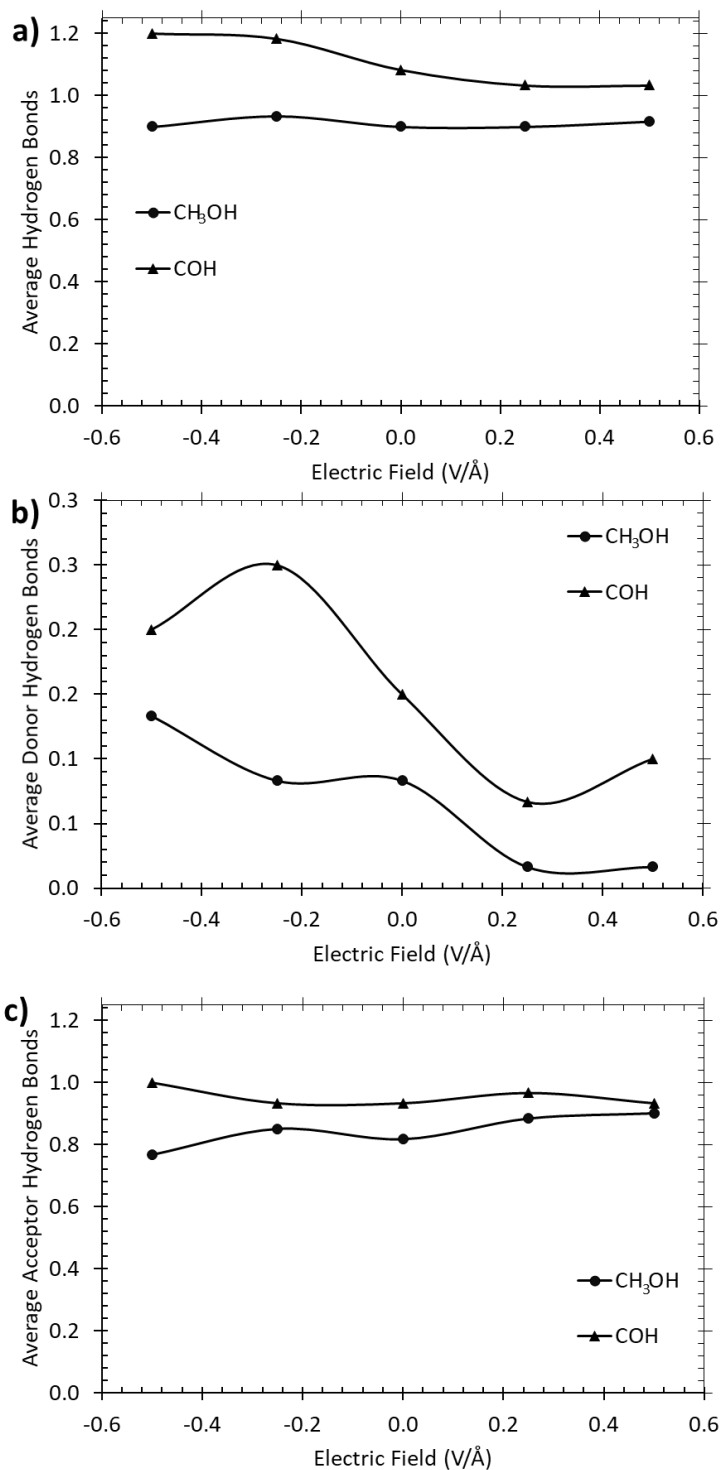 a)
Average Hydrogen Bonds
1.2
1.0
0.8
0.6
0.4
0.2
0.0
CH₃OH
COH
-0.6 -0.4 -0.2 0.0 0.2 0.4 0.6
Electric Field (V/Å)
b)
Average Donor Hydrogen Bonds
0.3
0.3
0.2
0.2
0.1
0.1
0.0
CH₃OH
COH
-0.6 -0.4 -0.2 0.0 0.2 0.4 0.6
Electric Field (V/Å)
c)
Average Acceptor Hydrogen Bonds
1.2
1.0
0.8
0.6
0.4
0.2
0.0
CH₃OH
COH
-0.6 -0.4 -0.2 0.0 0.2 0.4 0.6
Electric Field (V/Å)